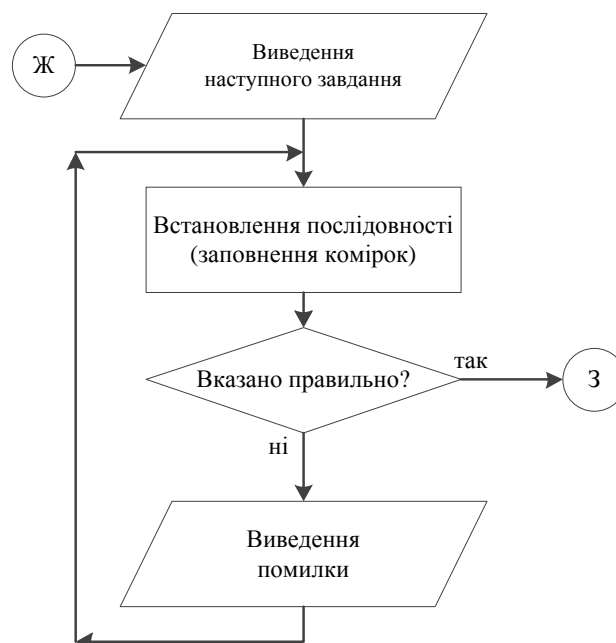 Ж
Виведення
наступного завдання
Встановлення послідовності
(заповнення комірок)
Вказано правильно?
так
З
ні
Виведення
помилки